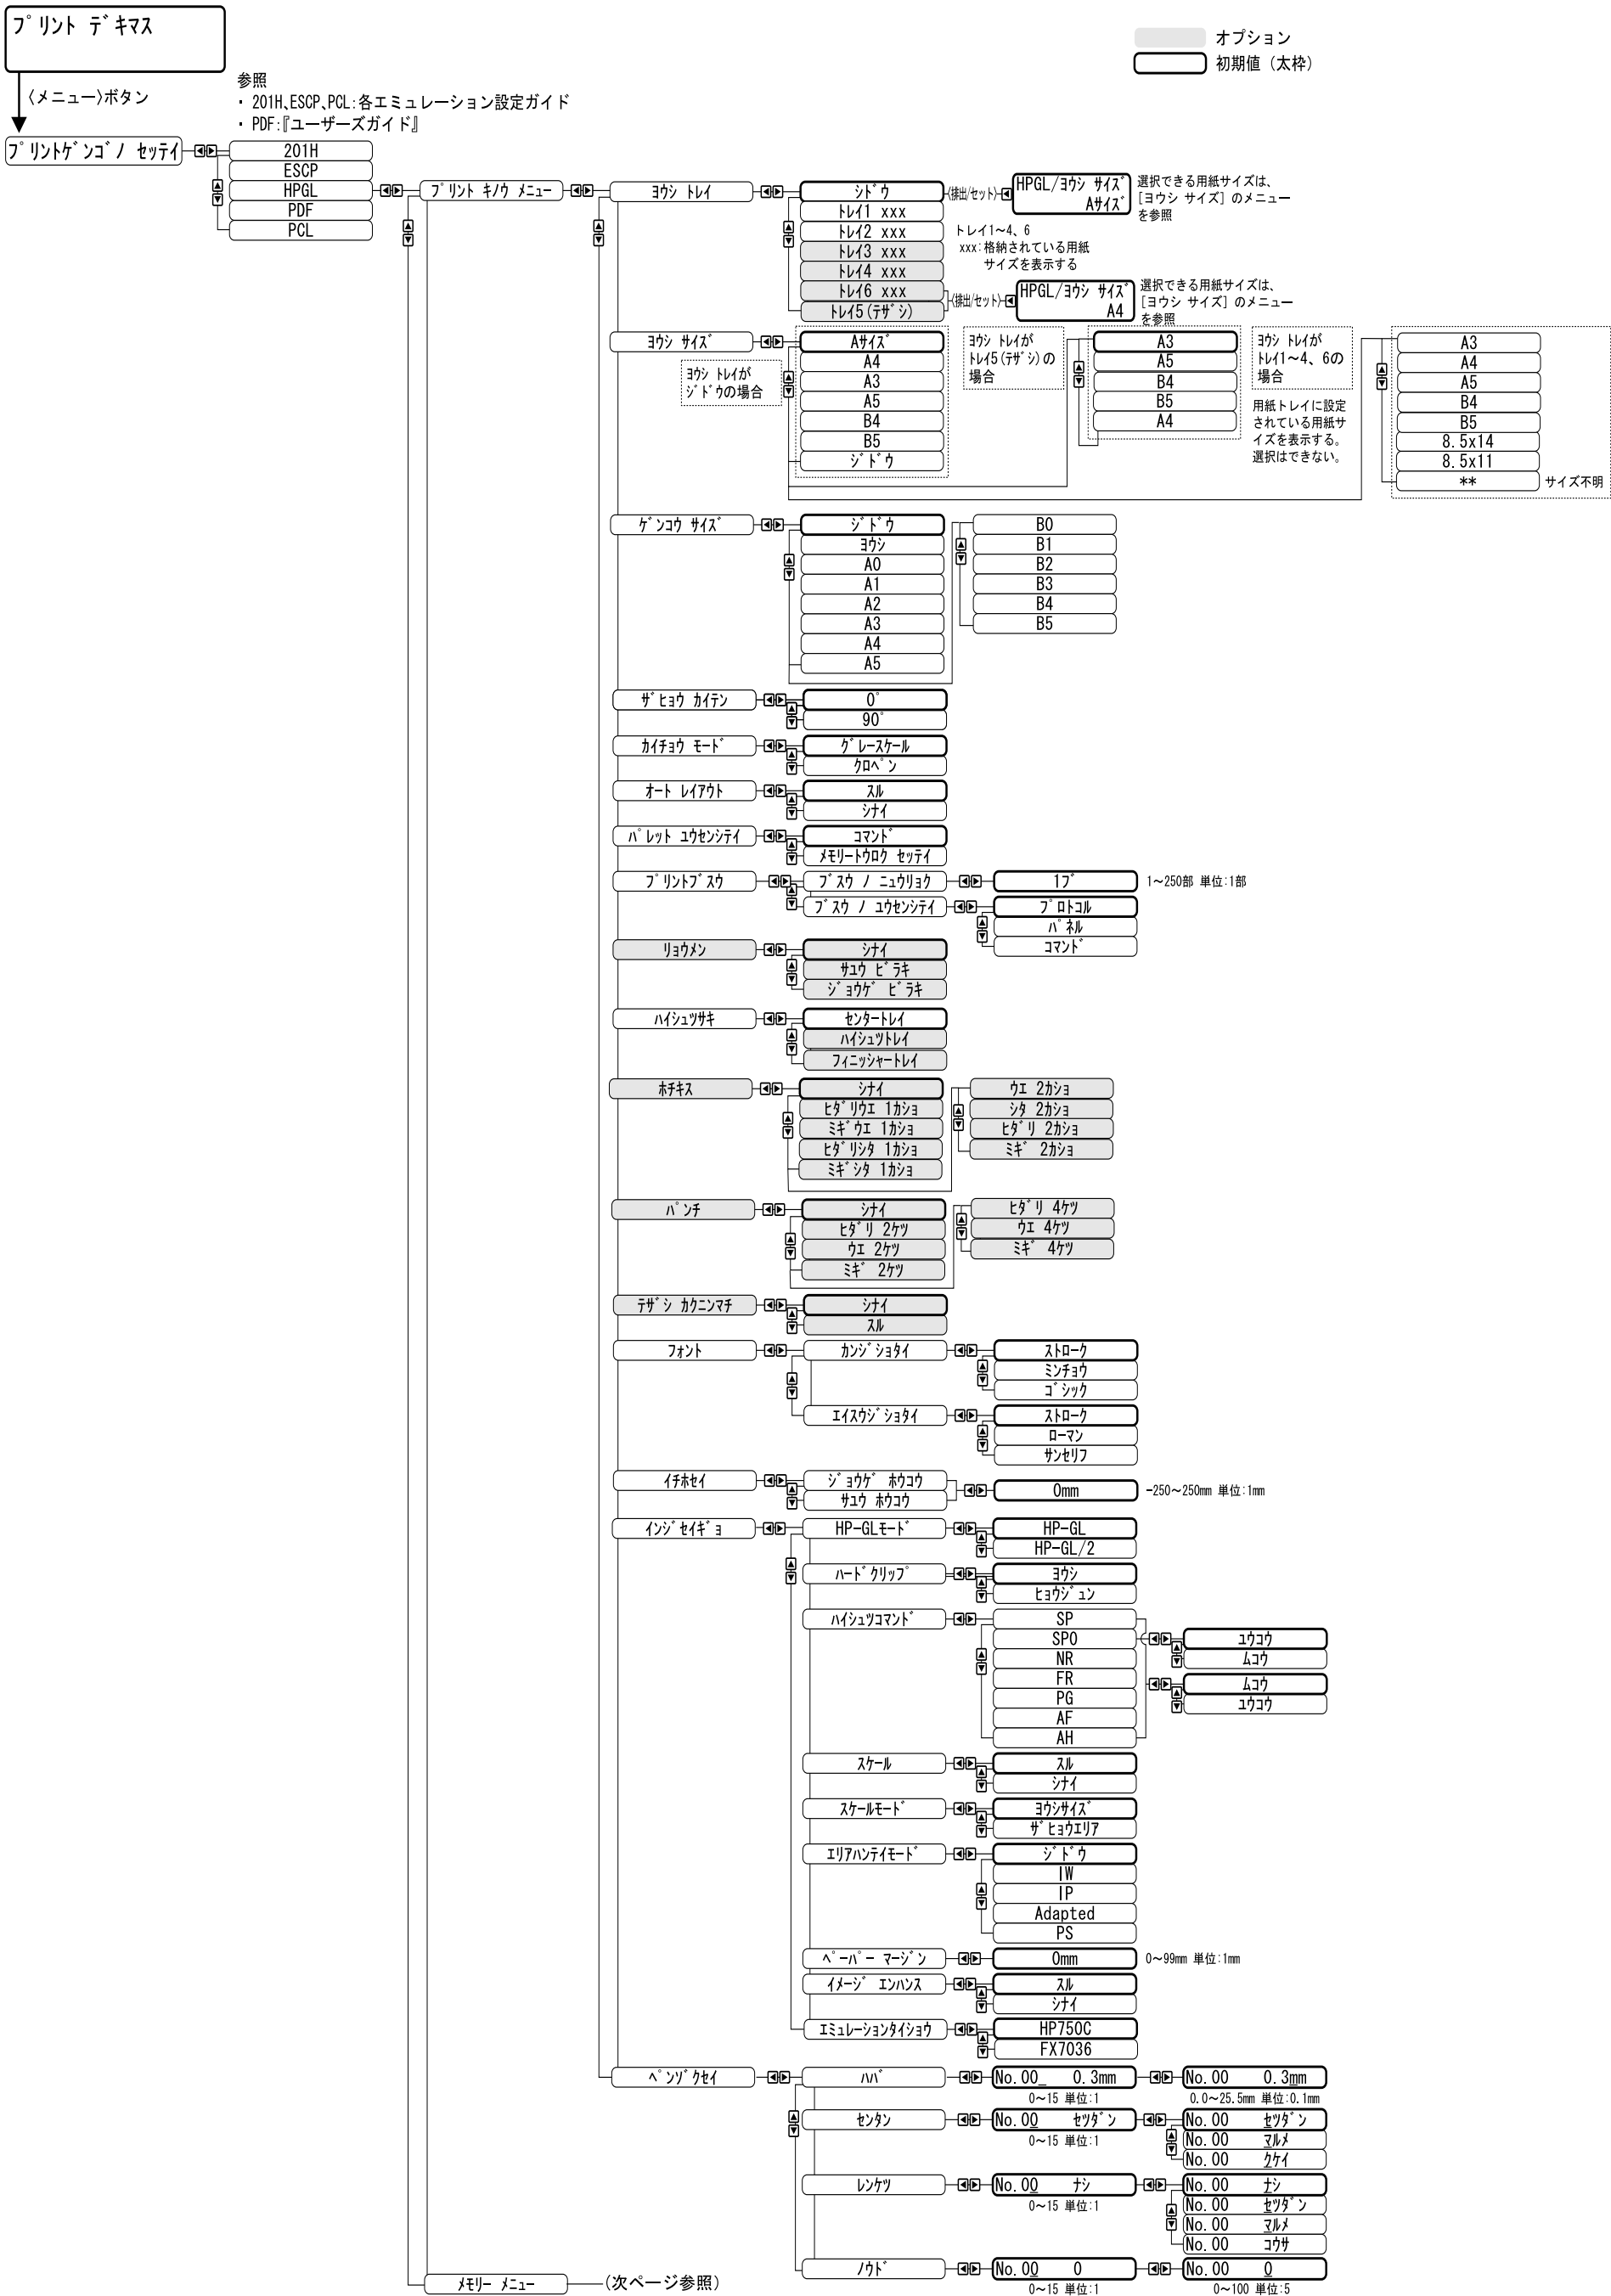 プリント デキマス
オプション
初期値（太枠）
〈メニュー〉ボタン
参照
・ 201H、ESCP、PCL：各エミュレーション設定ガイド
・ PDF：『ユーザーズガイド』
プリントゲンゴノ セッテイ
201H
ESCP
HPGL
PDF
PCL
プリント キノウ メニュー
ヨウシ トレイ
シドウ
トレイ1 xxx
トレイ2 xxx
トレイ3 xxx
トレイ4 xxx
トレイ6 xxx
トレイ5(テザシ)
〈排出/セット〉
HPGL/ヨウシ サイズ
Aサイズ
選択できる用紙サイズは、
［ヨウシ サイズ］のメニュー
を参照
トレイ1～4、6
xxx：格納されている用紙
サイズを表示する
〈排出/セット〉
HPGL/ヨウシ サイズ
A4
選択できる用紙サイズは、
［ヨウシ サイズ］のメニュー
を参照
ヨウシ サイズ
ヨウシ トレイが
ジドウの場合
Aサイズ
A4
A3
A5
B4
B5
ジドウ
ヨウシ トレイが
トレイ5(テザシ)の
場合
A3
A5
B4
B5
A4
ヨウシ トレイが
トレイ1～4、6の
場合
用紙トレイに設定
されている用紙サ
イズを表示する。
選択はできない。
A3
A4
A5
B4
B5
8.5x14
8.5x11
**
サイズ不明
ゲンコウ サイズ
ジドウ
ヨウシ
A0
A1
A2
A3
A4
A5
B0
B1
B2
B3
B4
B5
ザヒョウ カイテン
0°
90°
カイチョウ モード
グレースケール
クロペン
オート レイアウト
スル
シナイ
パレット ユウセンシテイ
コマンド
メモリートウロク セッテイ
プリントブスウ
ブスウ ノ ニュウリョク
1ブ
1～250部 単位：1部
ブスウ ノ ユウセンシテイ
プロトコル
パネル
コマンド
リョウメン
シナイ
サユウ ビラキ
ジョウゲ ビラキ
ハイシュツサキ
センタートレイ
ハイシュツトレイ
フィニッシャートレイ
ホチキス
シナイ
ヒダリウエ 1カショ
ミギウエ 1カショ
ヒダリシタ 1カショ
ミギシタ 1カショ
ウエ 2カショ
シタ 2カショ
ヒダリ 2カショ
ミギ 2カショ
パンチ
シナイ
ヒダリ 2ケツ
ウエ 2ケツ
ミギ 2ケツ
ヒダリ 4ケツ
ウエ 4ケツ
ミギ 4ケツ
テザシ カクニンマチ
シナイ
スル
フォント
カンジショタイ
ストローク
ミンチョウ
ゴシック
エイスウジショタイ
ストローク
ローマン
サンセリフ
イチホセイ
ジョウゲ ホウコウ
サユウ ホウコウ
0mm
-250～250mm 単位：1mm
インジセイギョ
HP-GLモード
HP-GL
HP-GL/2
ハードクリップ
ヨウシ
ヒョウジュン
ハイシュツコマンド
SP
SP0
NR
FR
PG
AF
AH
ユウコウ
ムコウ
ムコウ
ユウコウ
スケール
スル
シナイ
スケールモード
ヨウシサイズ
ザヒョウエリア
エリアハンテイモード
ジドウ
IW
IP
Adapted
PS
ペーパー マージン
0mm
0～99mm 単位：1mm
イメージ エンハンス
スル
シナイ
エミュレーションタイショウ
HP750C
FX7036
ペンゾクセイ
ハバ
No.00_ 0.3mm
0～15 単位：1
No.00 0.3mm
0.0～25.5mm 単位：0.1mm
センタン
No.00 セツダン
0～15 単位：1
No.00 セツダン
No.00 マルメ
No.00 クケイ
レンケツ
No.00 ナシ
0～15 単位：1
No.00 ナシ
No.00 セツダン
No.00 マルメ
No.00 コウサ
ノウド
No.00 0
0～15 単位：1
No.00 0
0～100 単位：5
メモリー メニュー
（次ページ参照）